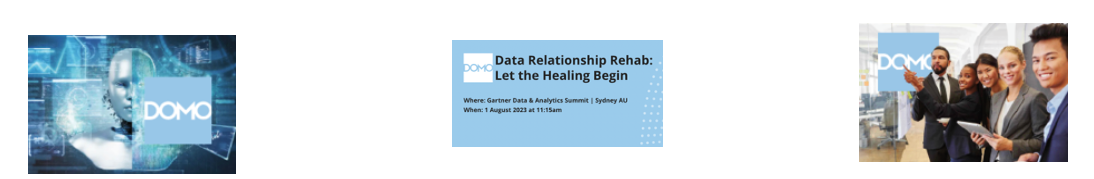 DOMO
DOMO
Data Relationship Rehab:
Let the Healing Begin
Where: Gartner Data & Analytics Summit | Sydney AU
When: 1 August 2023 at 11:15am
DOMO